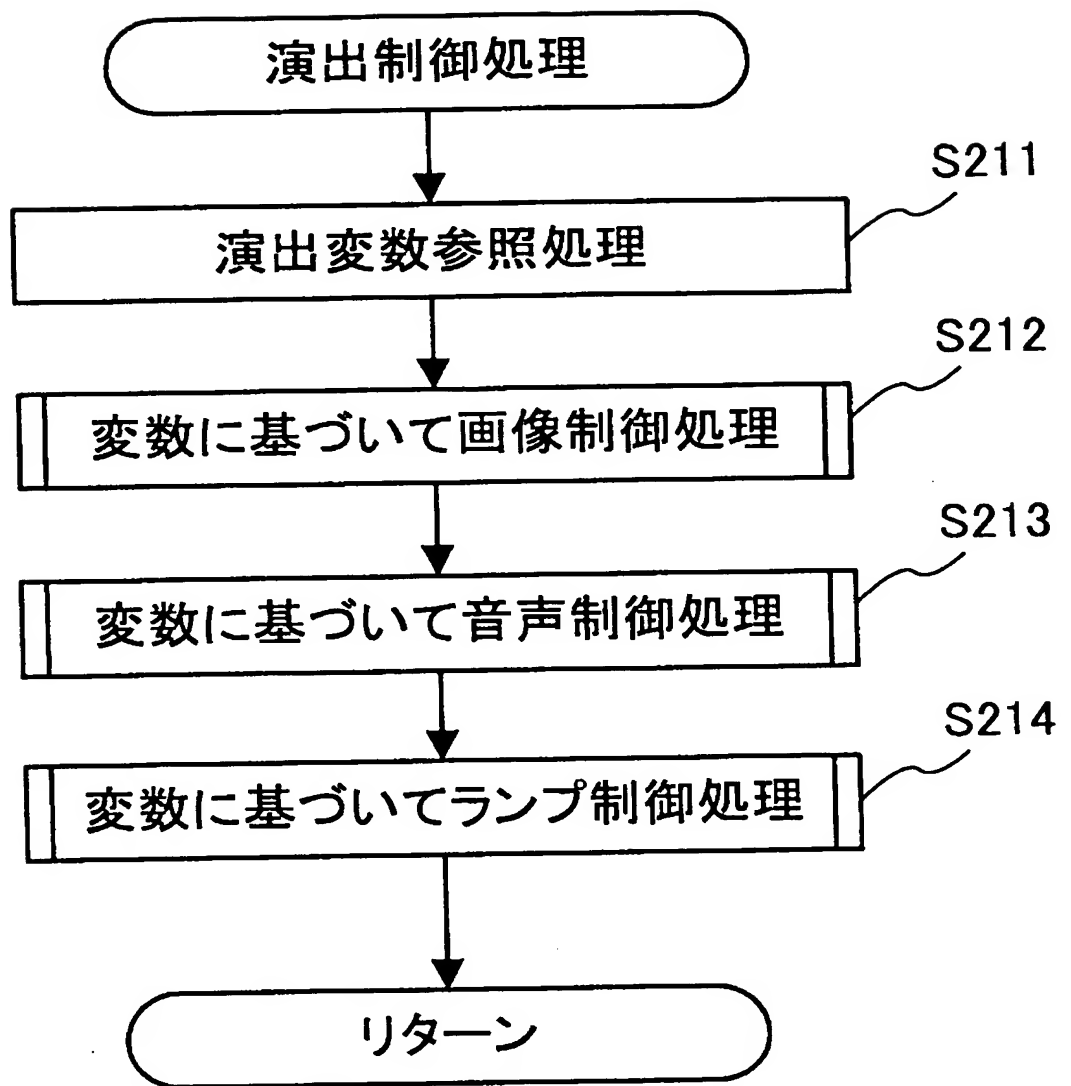 演出制御処理
S211
演出変数参照処理
S212
変数に基づいて画像制御処理
S213
変数に基づいて音声制御処理
S214
変数に基づいてランプ制御処理
リターン